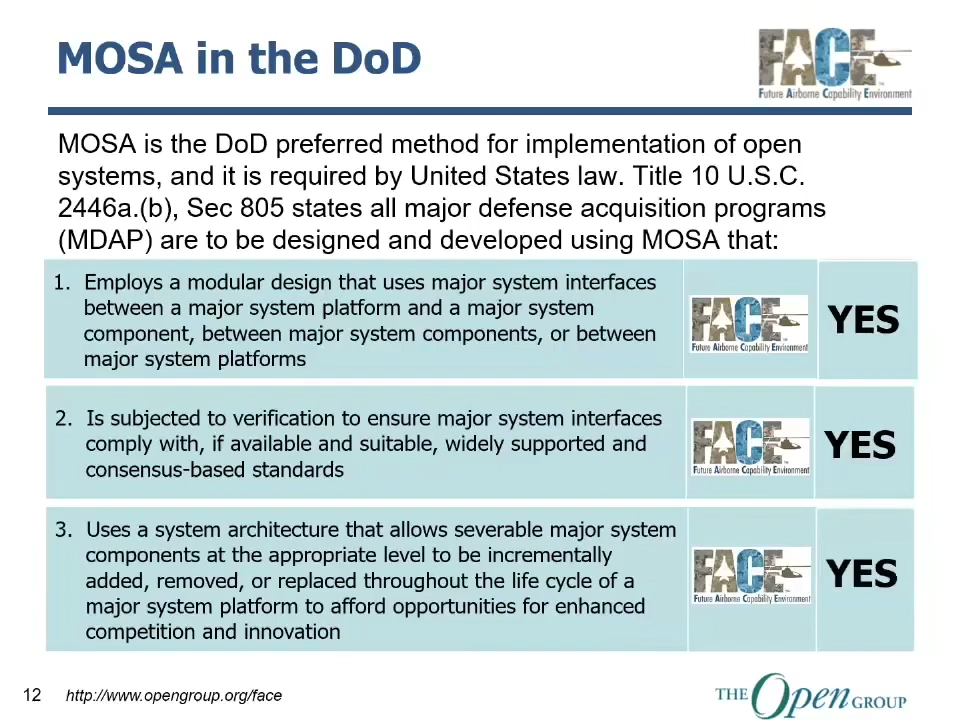 MOSA in the DoD
FACE
Future Airborne Capability Environment
MOSA is the DoD preferred method for implementation of open
systems, and it is required by United States law. Title 10 U.S.C.
2446a.(b), Sec 805 states all major defense acquisition programs
(MDAP) are to be designed and developed using MOSA that:
1. Employs a modular design that uses major system interfaces
between a major system platform and a major system
component, between major system components, or between
major system platforms
FACE
Future Airborne Capability Environment
YES
2. Is subjected to verification to ensure major system interfaces
comply with, if available and suitable, widely supported and
consensus-based standards
FACE
Future Airborne Capability Environment
YES
3. Uses a system architecture that allows severable major system
components at the appropriate level to be incrementally
added, removed, or replaced throughout the life cycle of a
major system platform to afford opportunities for enhanced
competition and innovation
FACE
Future Airborne Capability Environment
YES
12 http://www.opengroup.org/face
THE Open GROUP